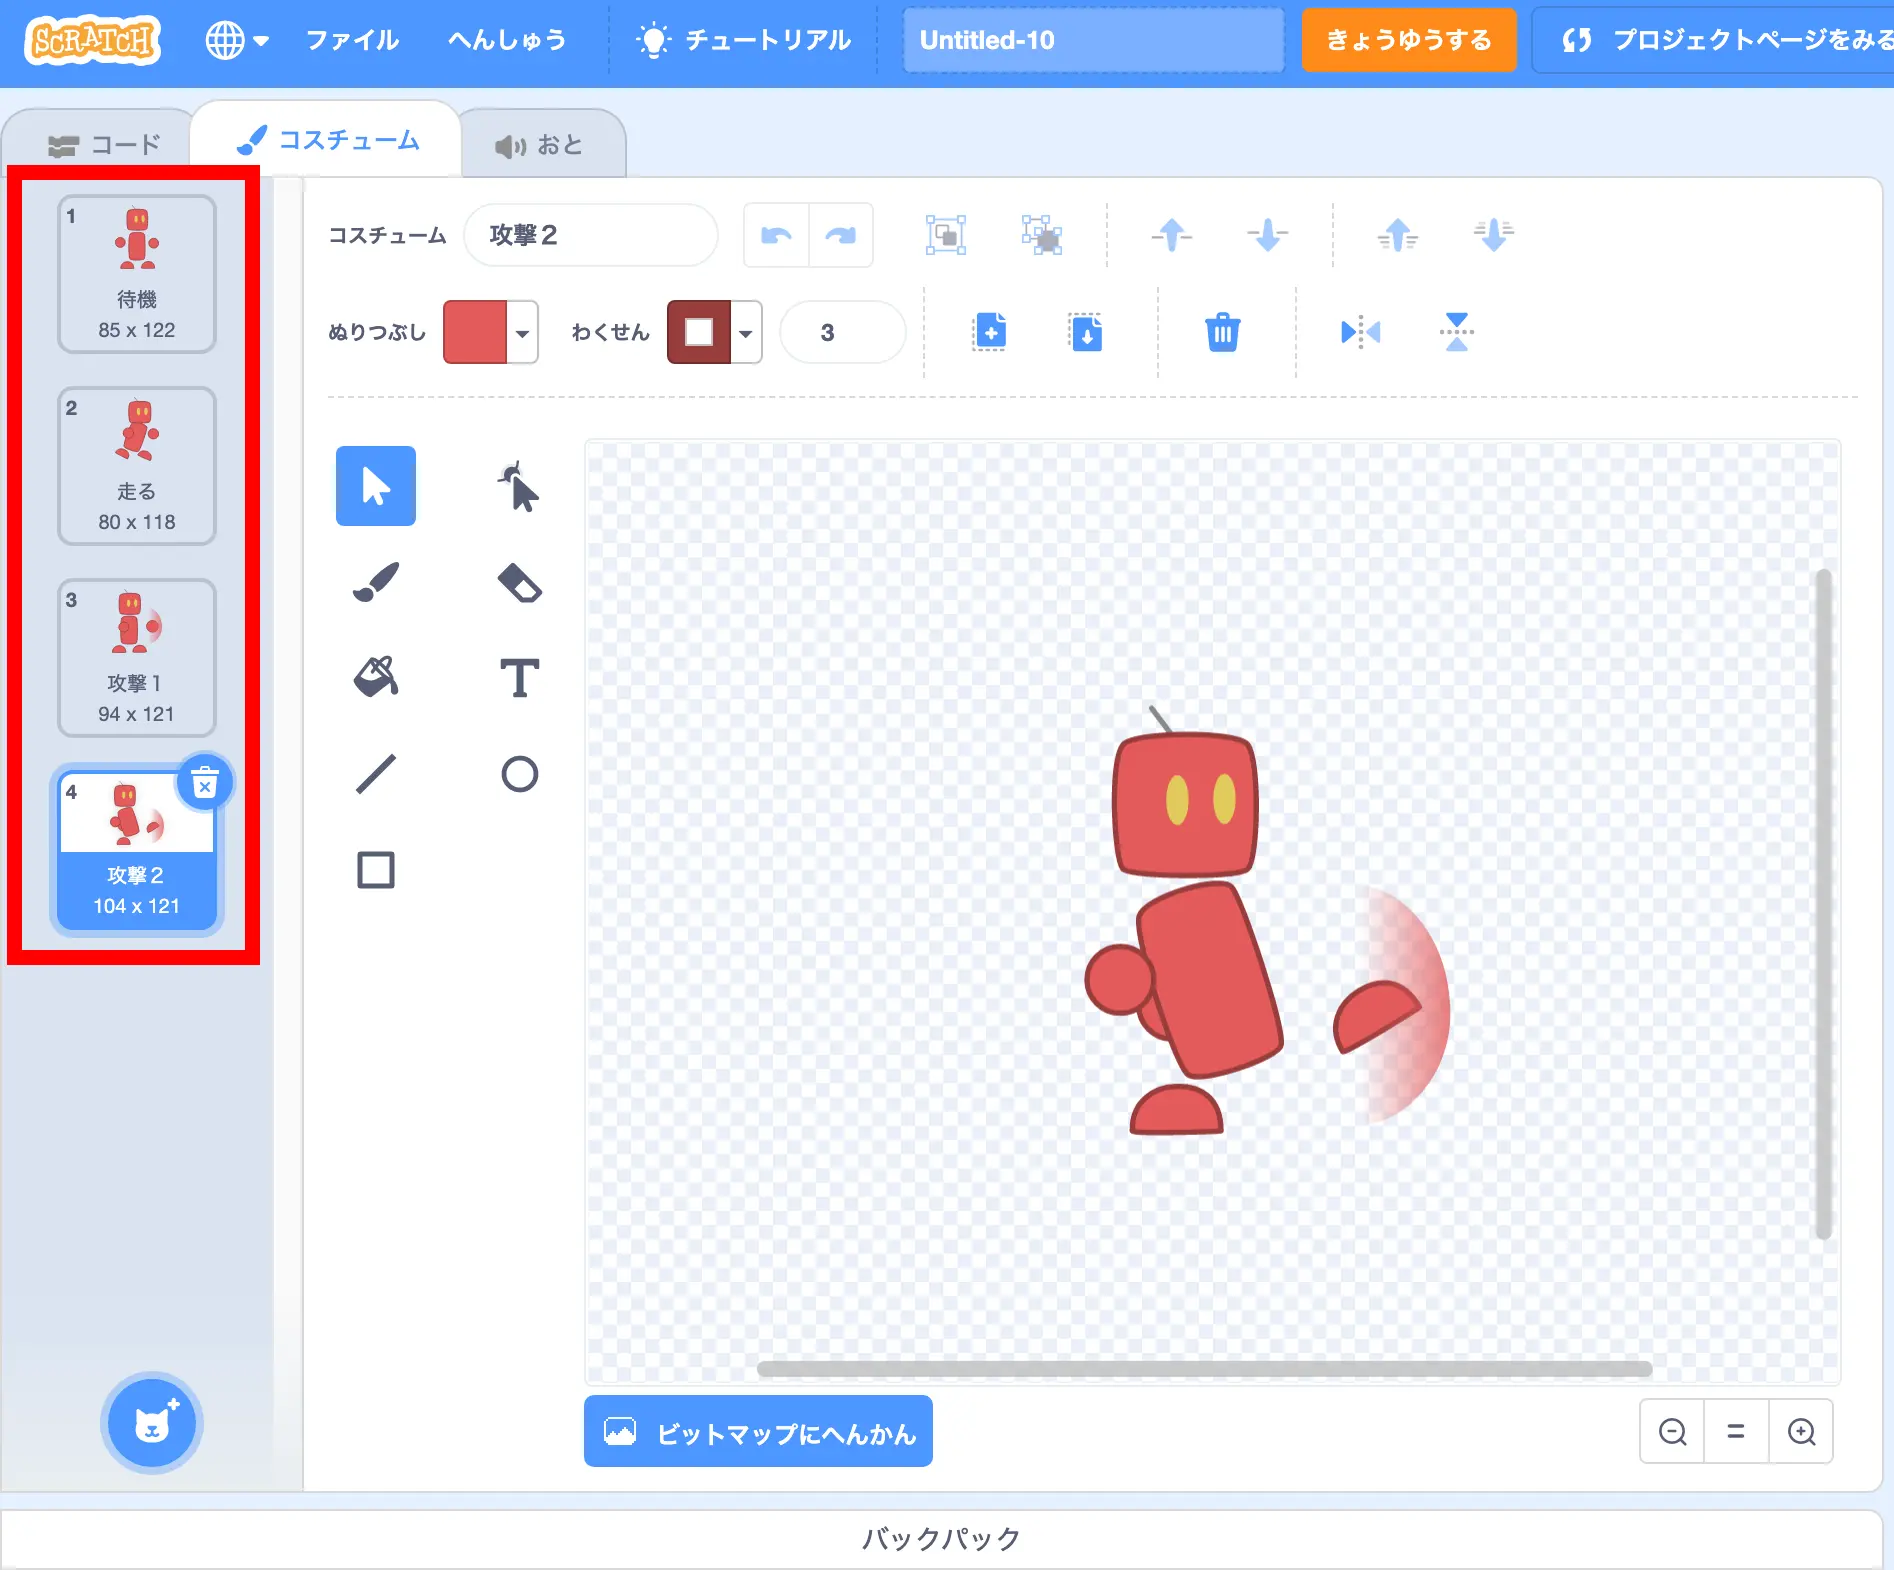 SCRATCH ファイル へんしゅう チュートリアル Untitled-10 きょうゆうする プロジェクトページをみる
コード コスチューム おと
1
待機
85 x 122
2
走る
80 x 118
3
攻撃1
94 x 121
4
攻撃2
104 x 121
コスチューム 攻撃2
ぬりつぶし わくせん 3
T
ビットマップにへんかん
バックパック